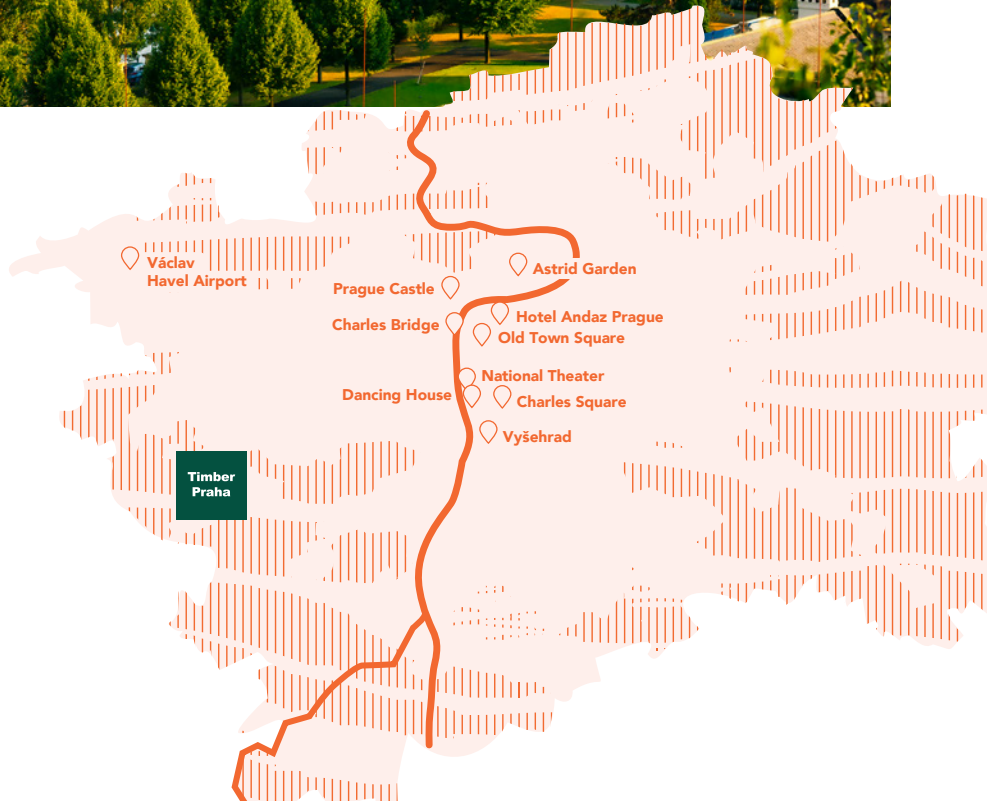 Václav
Havel Airport
Astrid Garden
Prague Castle
Hotel Andaz Prague
Charles Bridge
Old Town Square
National Theater
Dancing House
Charles Square
Vyšehrad
Timber
Praha